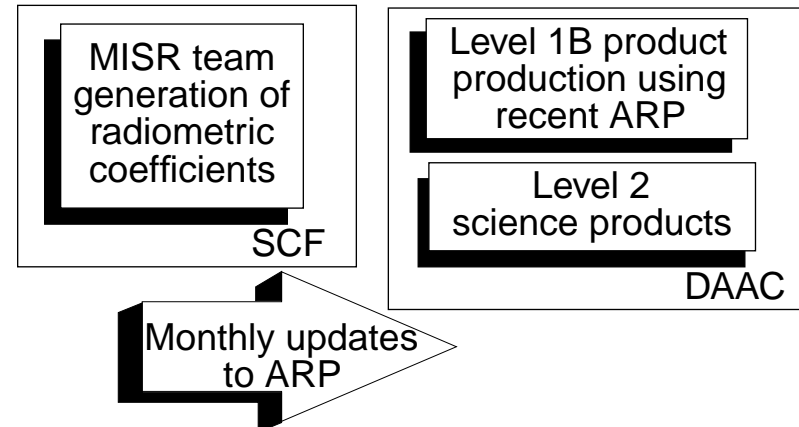 MISR team
generation of
radiometric
coefficients
SCF
Level 1B product
production using
recent ARP
Level 2
science products
DAAC
Monthly updates
to ARP